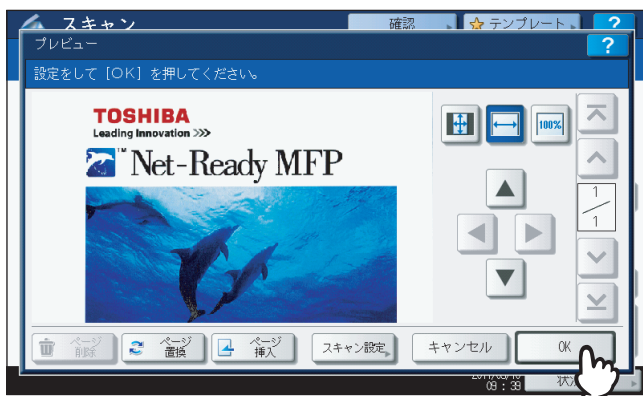 スキャン
確認
テンプレート
?
プレビュー
?
設定をして [OK] を押してください。
TOSHIBA
Leading Innovation >>>
™ Net-Ready MFP
100%
1
1
ページ
削除
ページ
置換
ページ
挿入
スキャン設定
キャンセル
OK
09 : 39